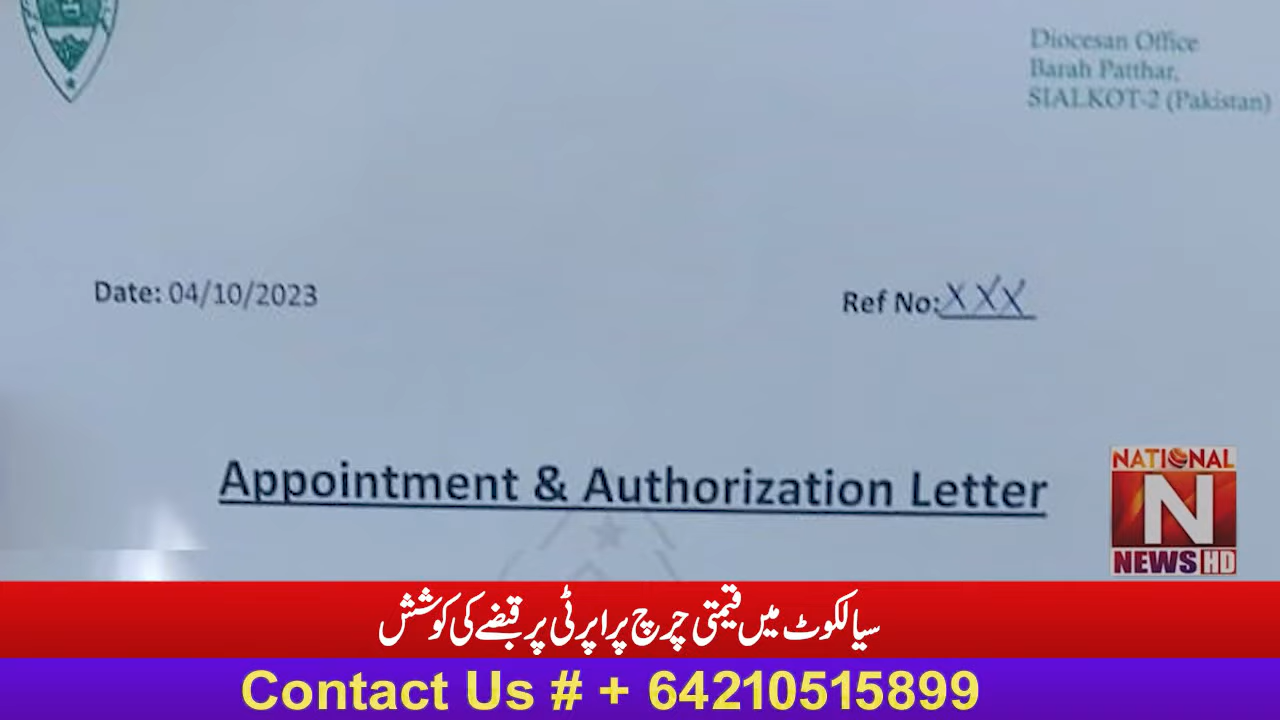 Diocesan Office
Barah Patthar,
SIALKOT-2 (Pakistan)
Date: 04/10/2023
Ref No: XXX
Appointment & Authorization Letter
NATIONAL
N
NEWS HD
سیالکوٹ میں قیمتی چرچ پراپرٹی پر قبضے کی کوشش
Contact Us # + 64210515899